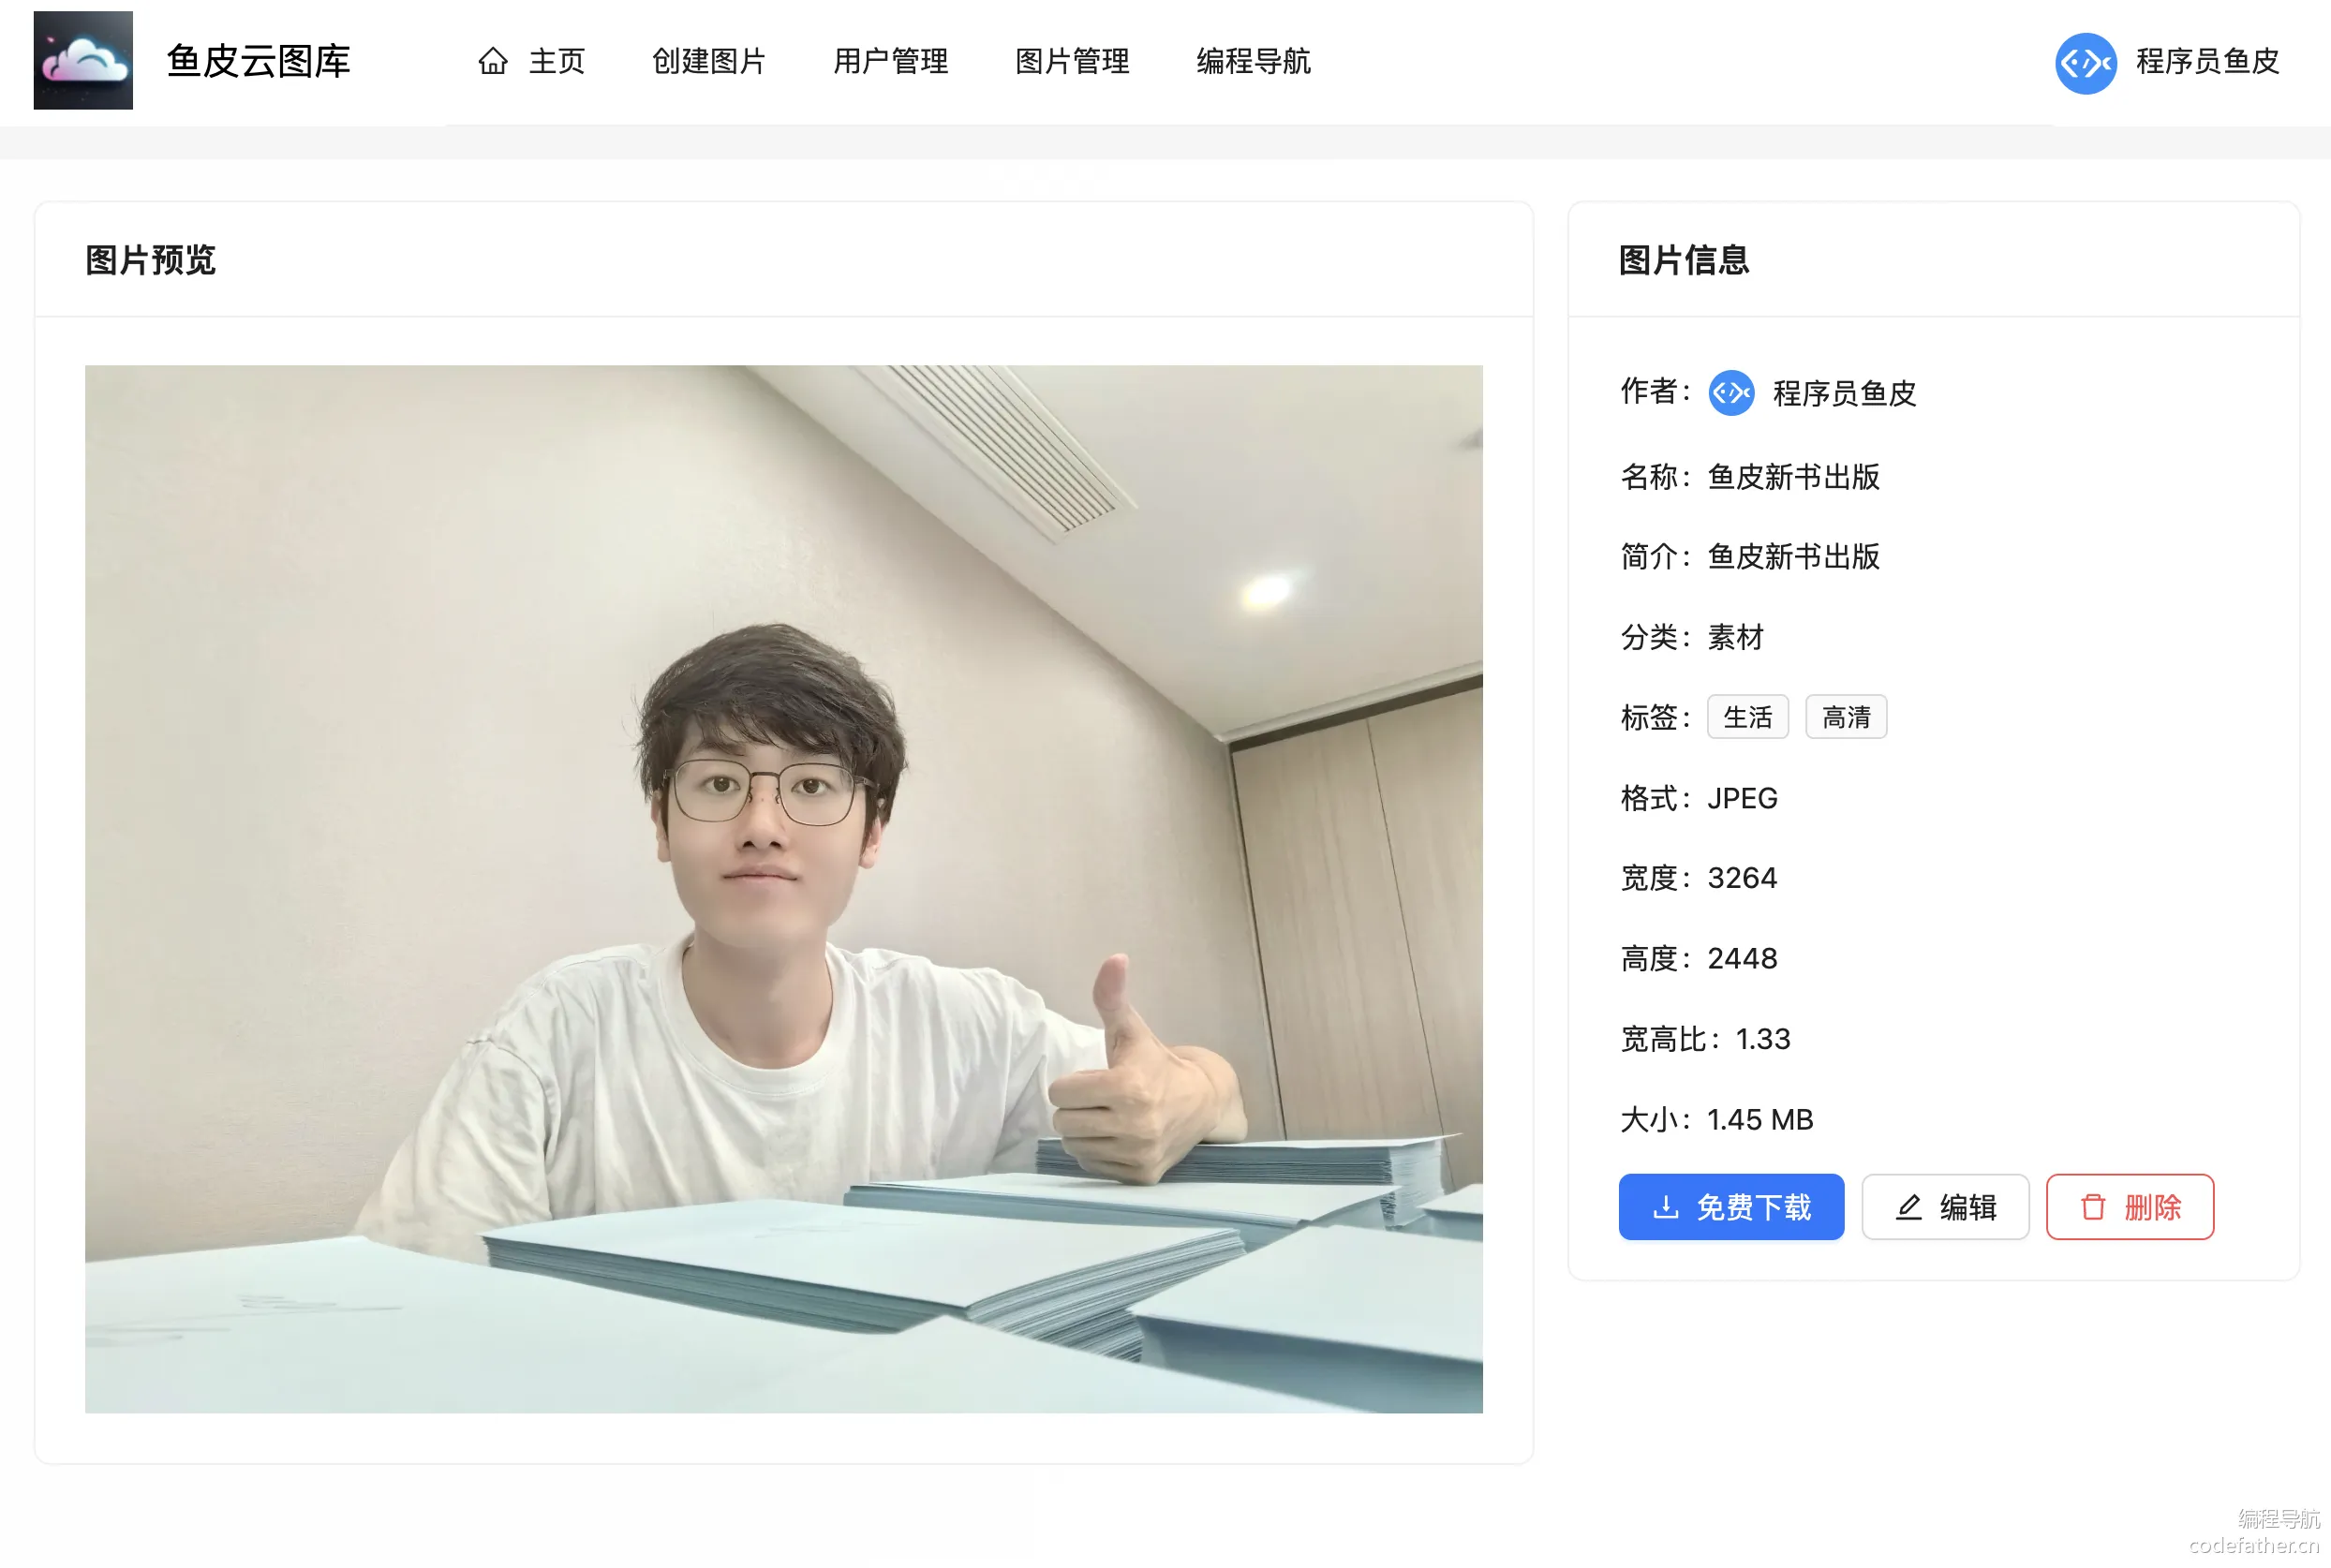 鱼皮云图库
主页
创建图片
用户管理
图片管理
编程导航
程序员鱼皮
图片预览
图片信息
作者：程序员鱼皮
名称：鱼皮新书出版
简介：鱼皮新书出版
分类：素材
标签：生活 高清
格式：JPEG
宽度：3264
高度：2448
宽高比：1.33
大小：1.45 MB
免费下载 编辑 删除
编程导航
codefather.cn